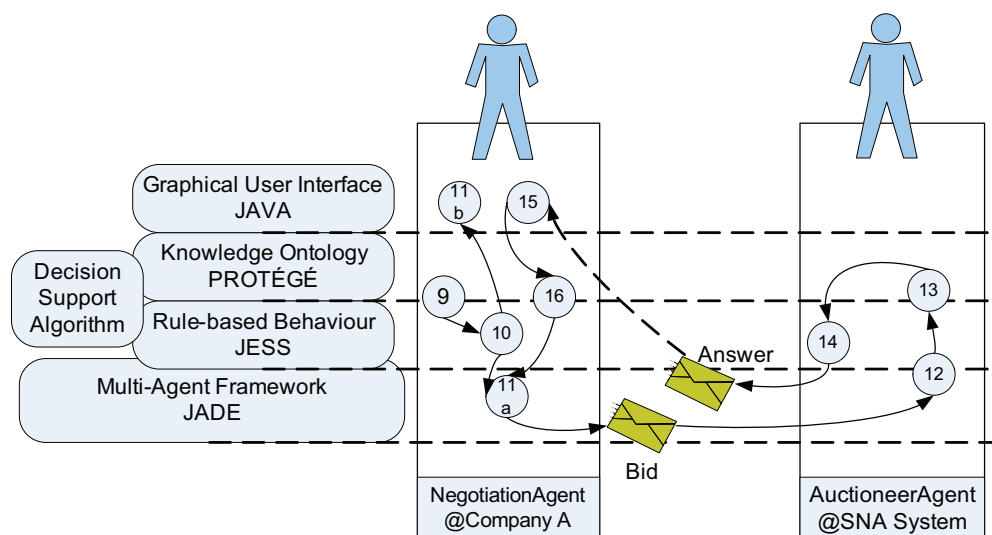 Graphical User Interface
JAVA
Knowledge Ontology
PROTÉGÉ
Decision
Support
Algorithm
Rule-based Behaviour
JESS
Multi-Agent Framework
JADE
11
b
15
9
16
10
11
a
13
14
12
Answer
Bid
NegotiationAgent
@Company A
AuctioneerAgent
@SNA System